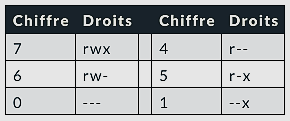 Chiffre Droits Chiffre Droits
7 rwx 4 r--
6 rw- 5 r-x
0 --- 1 --x